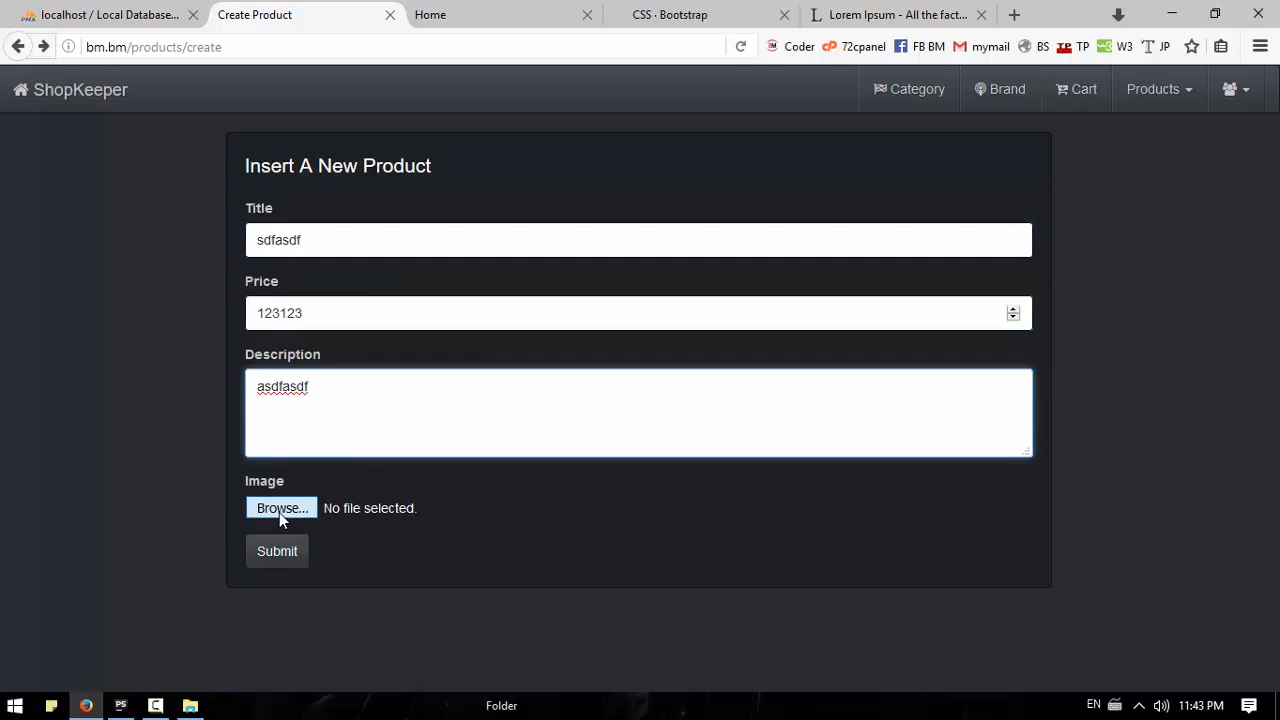 localhost / Local Database...
Create Product
Home
CSS · Bootstrap
Lorem Ipsum - All the fact...
bm.bm/products/create
Coder
72cpanel
FB BM
mymail
BS
TP TP
W3
JP
ShopKeeper
Category
Brand
Cart
Products
Insert A New Product
Title
sdfasdf
Price
123123
Description
asdfasdf
Image
Browse... No file selected.
Submit
Folder
EN
11:43 PM